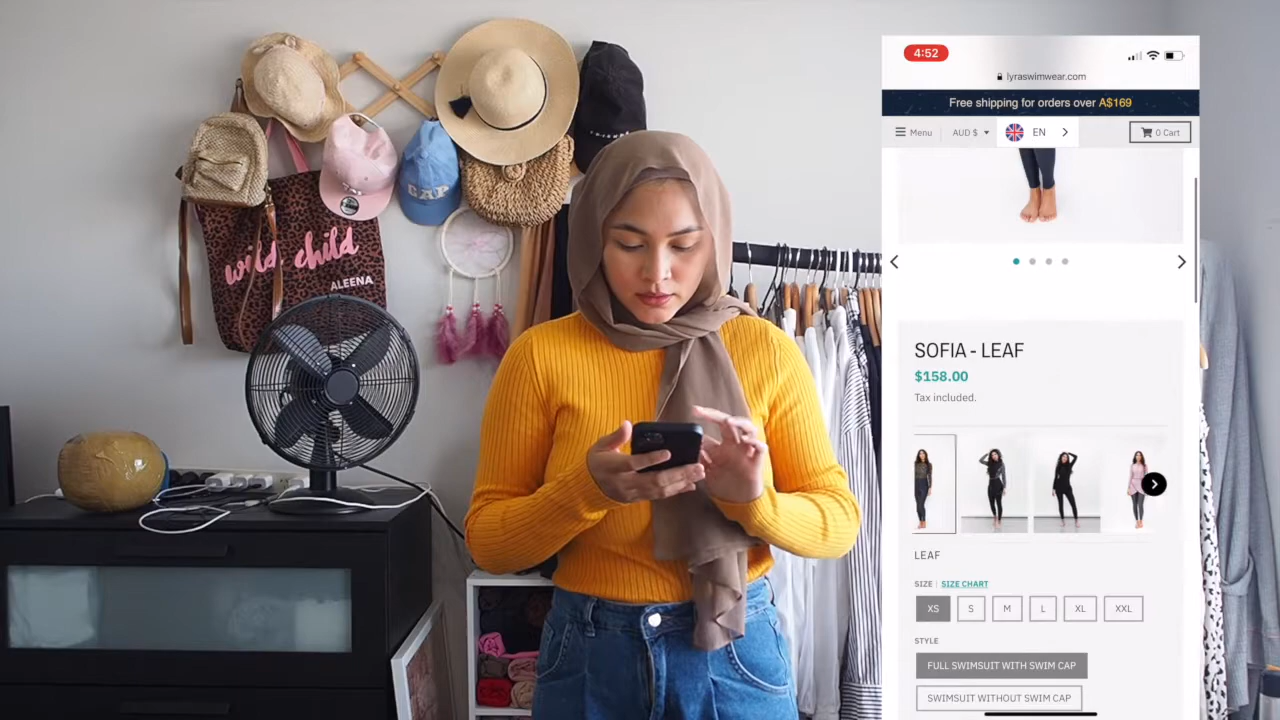 GAP
wild child
ALEENA
4:52
lyraswimwear.com
Free shipping for orders over A$169
Menu
AUD $
EN
0 Cart
SOFIA - LEAF
$158.00
Tax included.
LEAF
SIZE
SIZE CHART
XS
S
M
L
XL
XXL
STYLE
FULL SWIMSUIT WITH SWIM CAP
SWIMSUIT WITHOUT SWIM CAP